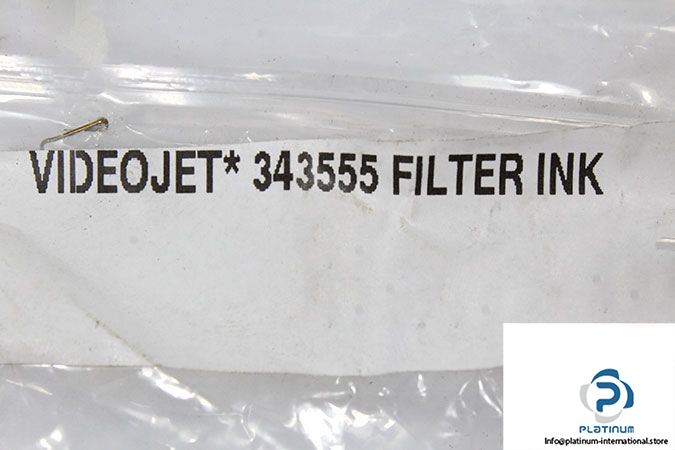 VIDEOJET* 343555 FILTER INK
PLATINUM
Info@platinum-international.store